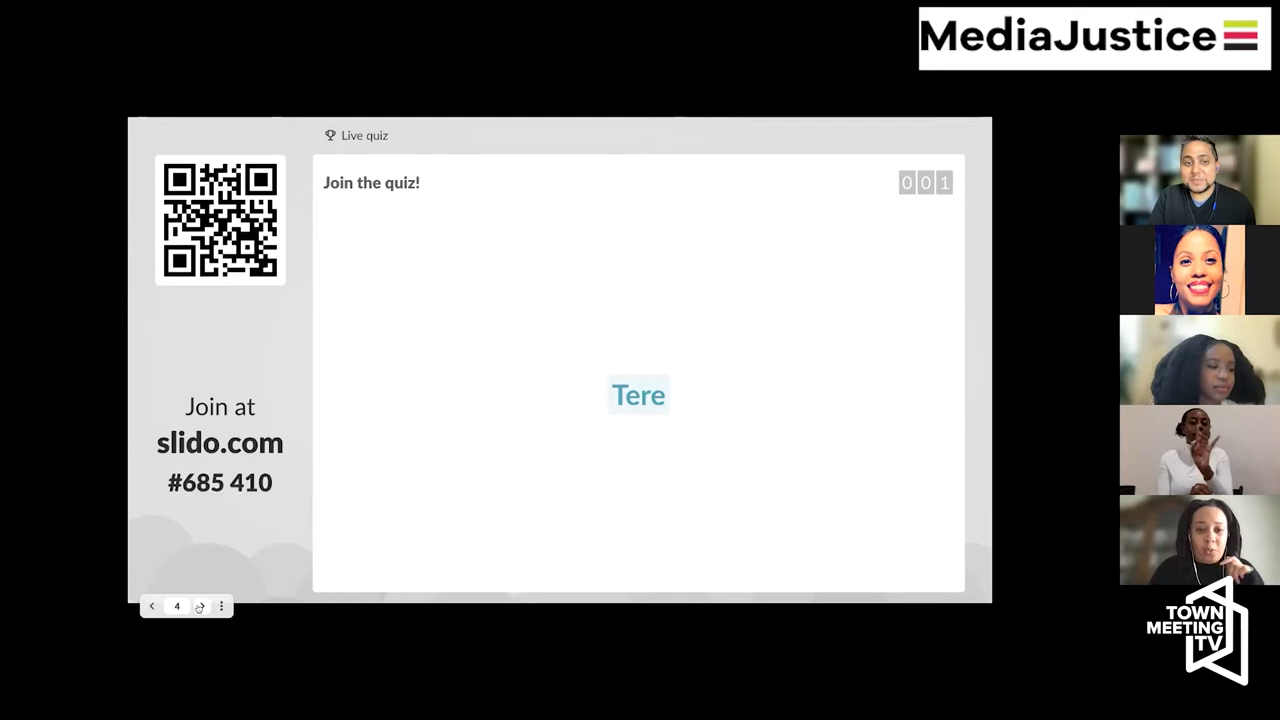 MediaJustice
Live quiz
Join the quiz!
0 0 1
Tere
Join at
slido.com
#685 410
4
TOWN
MEETING
TV